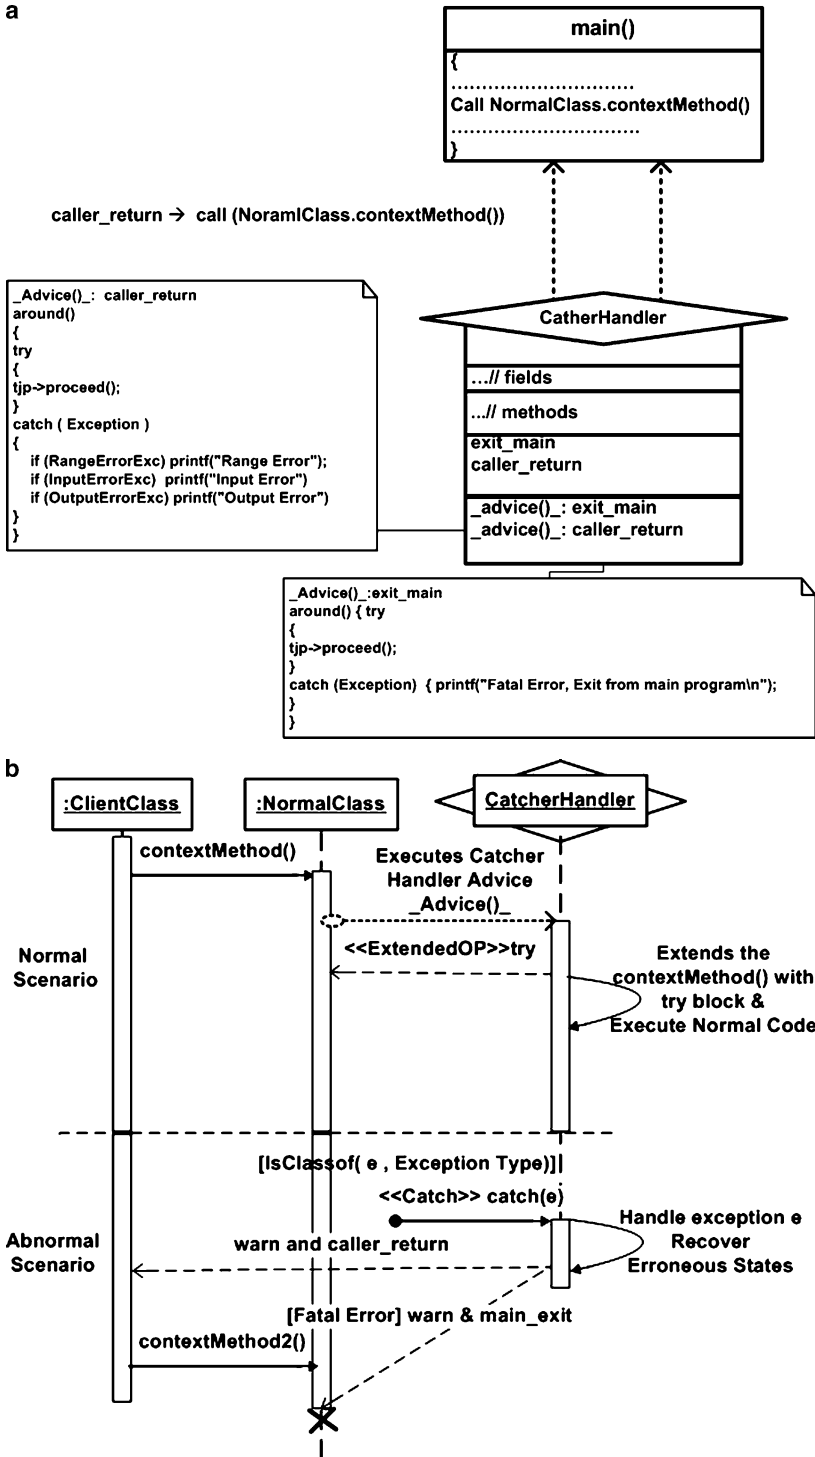 a
main()
{
..............................
Call NormalClass.contextMethod()
...............................
}
caller_return → call (NoramlClass.contextMethod())
_Advice()_: caller_return
around()
{
try
{
tjp->proceed();
}
catch ( Exception )
{
if (RangeErrorExc) printf("Range Error");
if (InputErrorExc) printf("Input Error")
if (OutputErrorExc) printf("Output Error")
}
}
CatherHandler
...// fields
...// methods
exit_main
caller_return
_advice()_: exit_main
_advice()_: caller_return
_Advice()_:exit_main
around() { try
{
tjp->proceed();
}
catch (Exception) { printf("Fatal Error, Exit from main program\n");
}
}
b
:ClientClass
:NormalClass
CatcherHandler
contextMethod()
Executes Catcher
Handler Advice
_Advice()_
<<ExtendedOP>>try
Normal
Scenario
Extends the
contextMethod() with
try block &
Execute Normal Code
[IsClassof( e , Exception Type)]
<<Catch>> catch(e)
Abnormal
Scenario
warn and caller_return
Handle exception e
Recover
Erroneous States
[Fatal Error] warn & main_exit
contextMethod2()